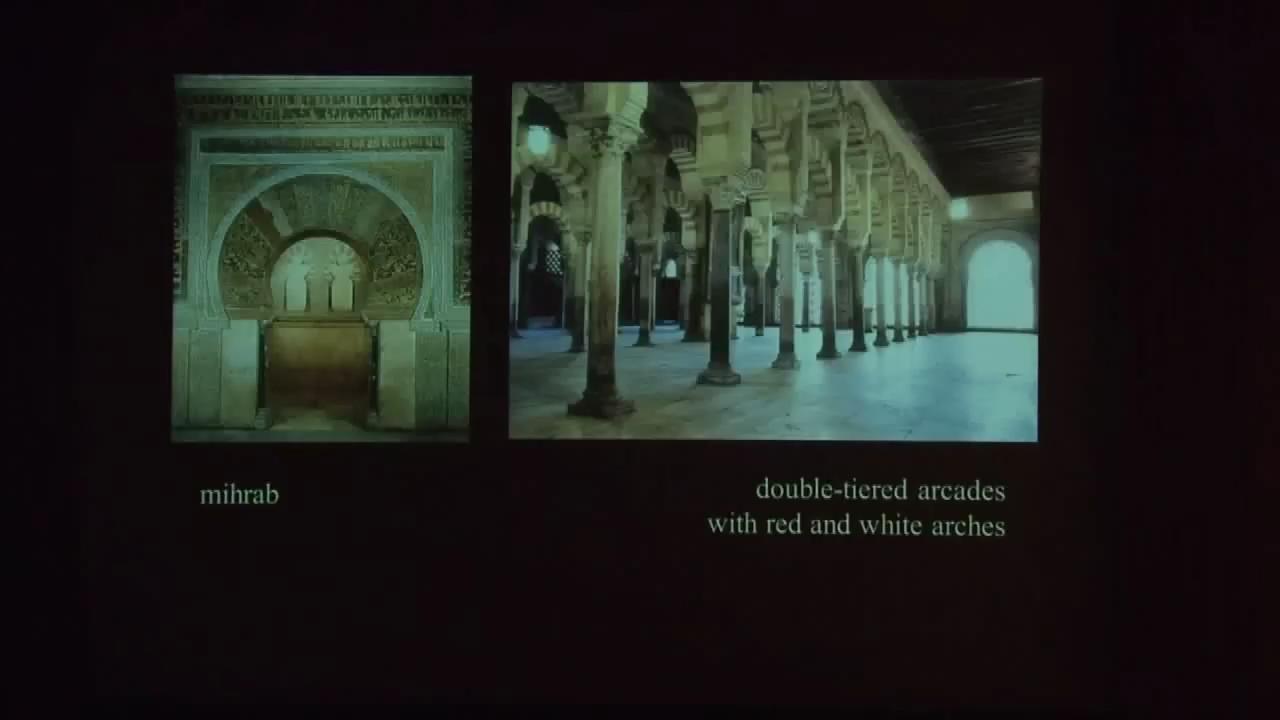 mihrab
double-tiered arcades
with red and white arches